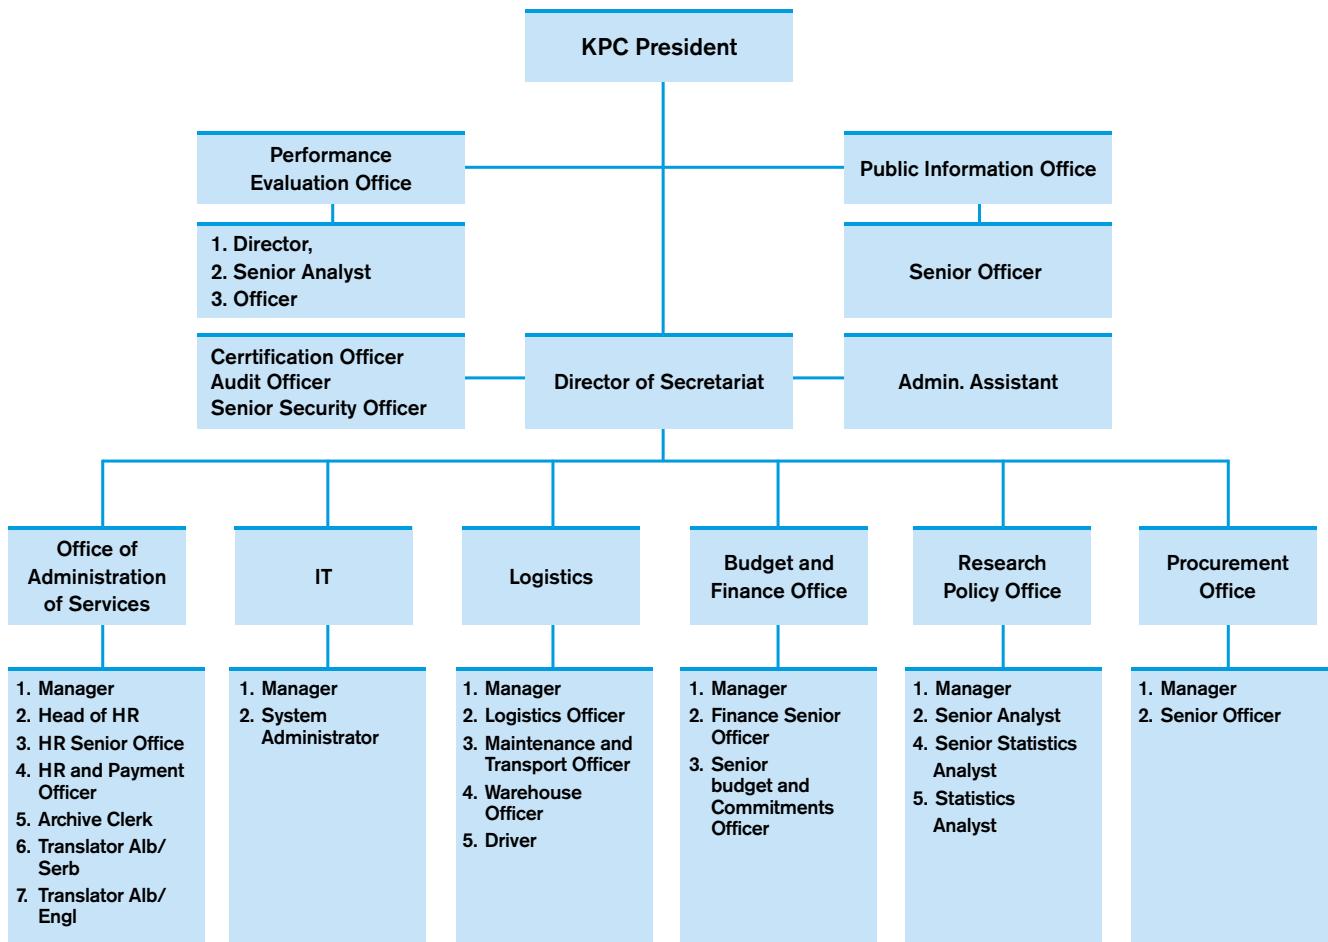 KPC President
Performance
Evaluation Office
Public Information Office
1. Director,
2. Senior Analyst
3. Officer
Senior Officer
Cerrtification Officer
Audit Officer
Senior Security Officer
Director of Secretariat
Admin. Assistant
Office of
Administration
of Services
IT
Logistics
Budget and
Finance Office
Research
Policy Office
Procurement
Office
1. Manager
2. Head of HR
3. HR Senior Office
4. HR and Payment
Officer
5. Archive Clerk
6. Translator Alb/
Serb
7. Translator Alb/
Engl
1. Manager
2. System
Administrator
1. Manager
2. Logistics Officer
3. Maintenance and
Transport Officer
4. Warehouse
Officer
5. Driver
1. Manager
2. Finance Senior
Officer
3. Senior
budget and
Commitments
Officer
1. Manager
2. Senior Analyst
4. Senior Statistics
Analyst
5. Statistics
Analyst
1. Manager
2. Senior Officer